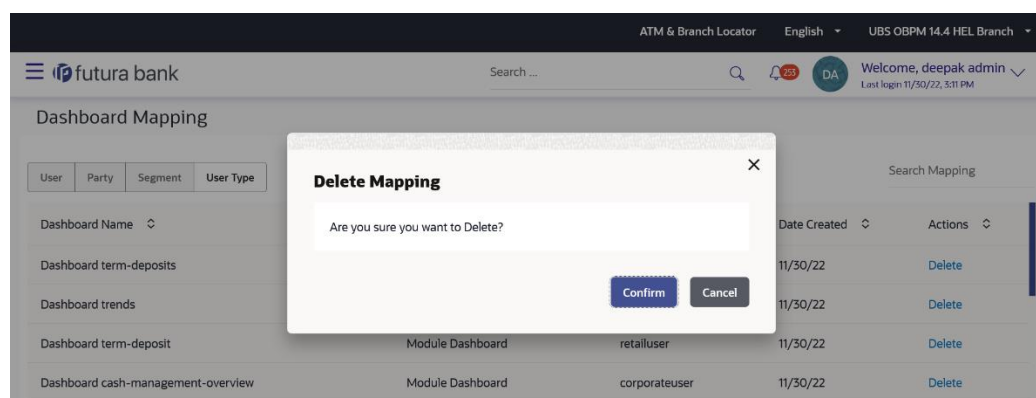 ATM & Branch Locator English UBS OBPM 14.4 HEL Branch
futura bank Search ... 253 DA Welcome, deepak admin
Last login 11/30/22, 3:11 PM
Dashboard Mapping
User Party Segment User Type Search Mapping
Delete Mapping
Are you sure you want to Delete?
Confirm Cancel
Dashboard Name Date Created Actions
Dashboard term-deposits 11/30/22 Delete
Dashboard trends 11/30/22 Delete
Dashboard term-deposit Module Dashboard retailuser 11/30/22 Delete
Dashboard cash-management-overview Module Dashboard corporateuser 11/30/22 Delete